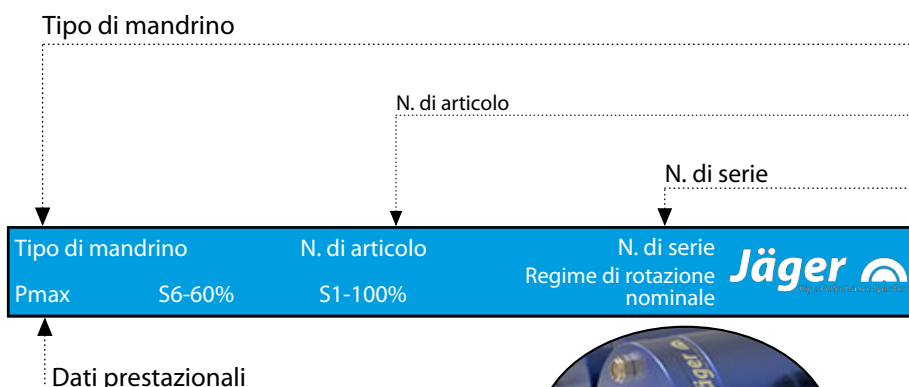 Tipo di mandrino
N. di articolo
N. di serie
Tipo di mandrino N. di articolo N. di serie
Regime di rotazione nominale
Pmax S6-60% S1-100%
Jäger
Dati prestazionali